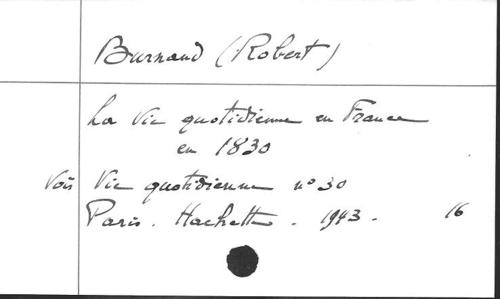 Burnand (Robert)
La Vie quotidienne en France
en 1830
Voir Vie quotidienne n° 30
Paris. Hachette. 1943. 16